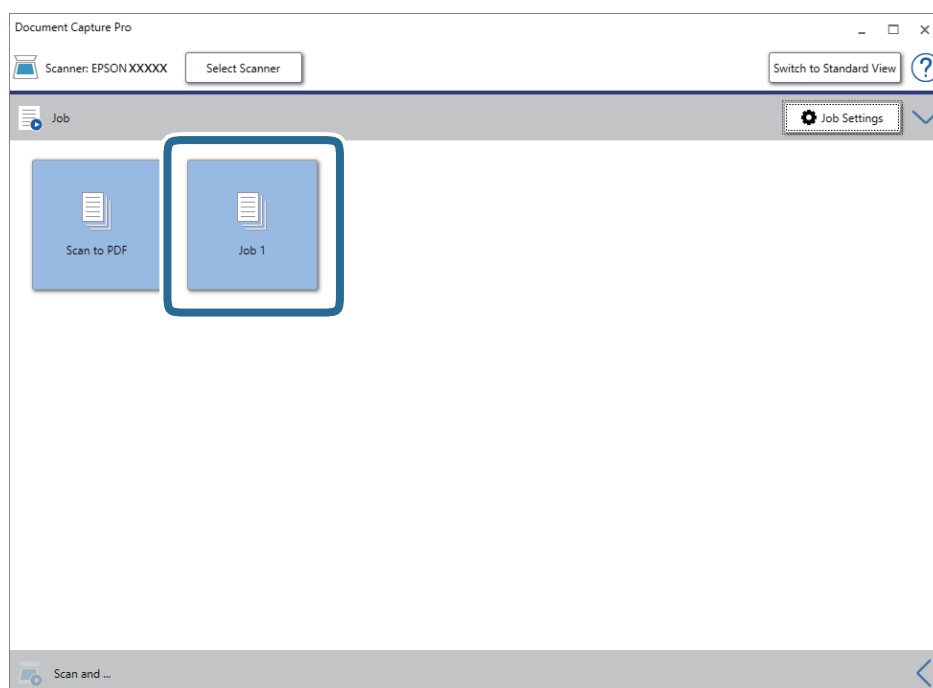 Document Capture Pro
Scanner: EPSON XXXXX Select Scanner Switch to Standard View ?
Job Job Settings
Scan to PDF Job 1
Scan and ...